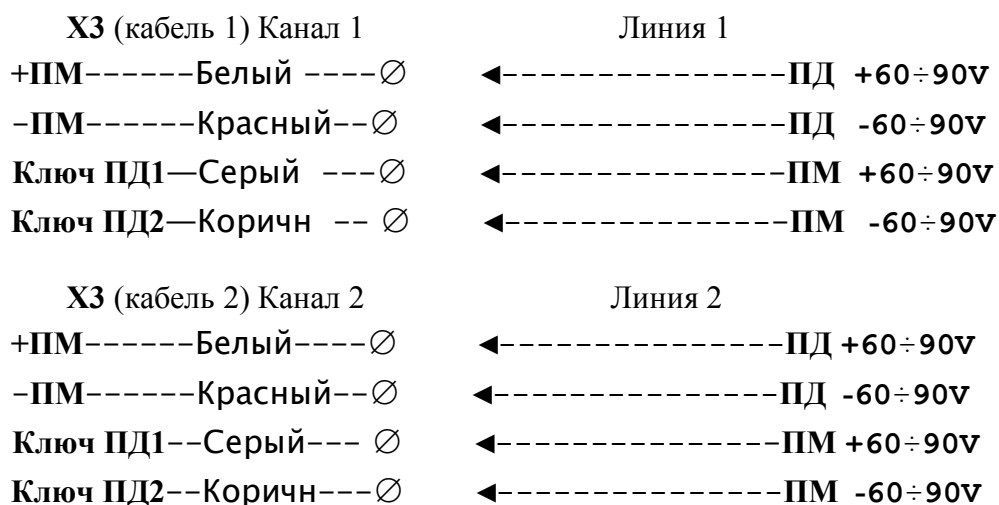 X3 (кабель 1) Канал 1 Линия 1
+ПМ------Белый ----∅ ◄---------------ПД +60÷90V
-ПМ------Красный--∅ ◄---------------ПД -60÷90V
Ключ ПД1—Серый ---∅ ◄---------------ПМ +60÷90V
Ключ ПД2—Коричн -- ∅ ◄---------------ПМ -60÷90V
X3 (кабель 2) Канал 2 Линия 2
+ПМ------Белый----∅ ◄---------------ПД +60÷90V
-ПМ------Красный--∅ ◄---------------ПД -60÷90V
Ключ ПД1--Серый--- ∅ ◄---------------ПМ +60÷90V
Ключ ПД2--Коричн---∅ ◄---------------ПМ -60÷90V